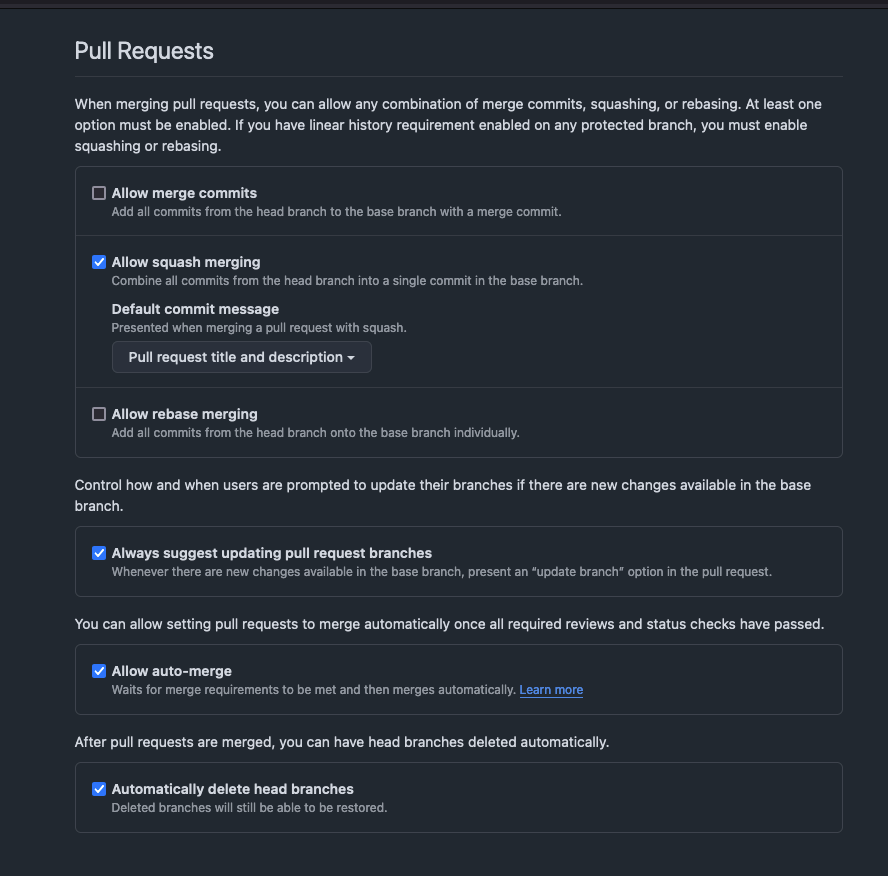 Pull Requests
When merging pull requests, you can allow any combination of merge commits, squashing, or rebasing. At least one
option must be enabled. If you have linear history requirement enabled on any protected branch, you must enable
squashing or rebasing.
Allow merge commits
Add all commits from the head branch to the base branch with a merge commit.
Allow squash merging
Combine all commits from the head branch into a single commit in the base branch.
Default commit message
Presented when merging a pull request with squash.
Pull request title and description
Allow rebase merging
Add all commits from the head branch onto the base branch individually.
Control how and when users are prompted to update their branches if there are new changes available in the base
branch.
Always suggest updating pull request branches
Whenever there are new changes available in the base branch, present an “update branch” option in the pull request.
You can allow setting pull requests to merge automatically once all required reviews and status checks have passed.
Allow auto-merge
Waits for merge requirements to be met and then merges automatically. Learn more
After pull requests are merged, you can have head branches deleted automatically.
Automatically delete head branches
Deleted branches will still be able to be restored.